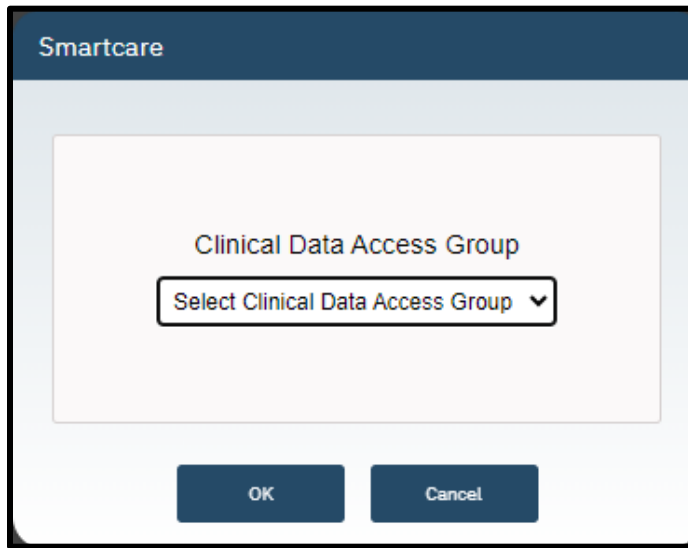 Smartcare
Clinical Data Access Group
Select Clinical Data Access Group
OK
Cancel